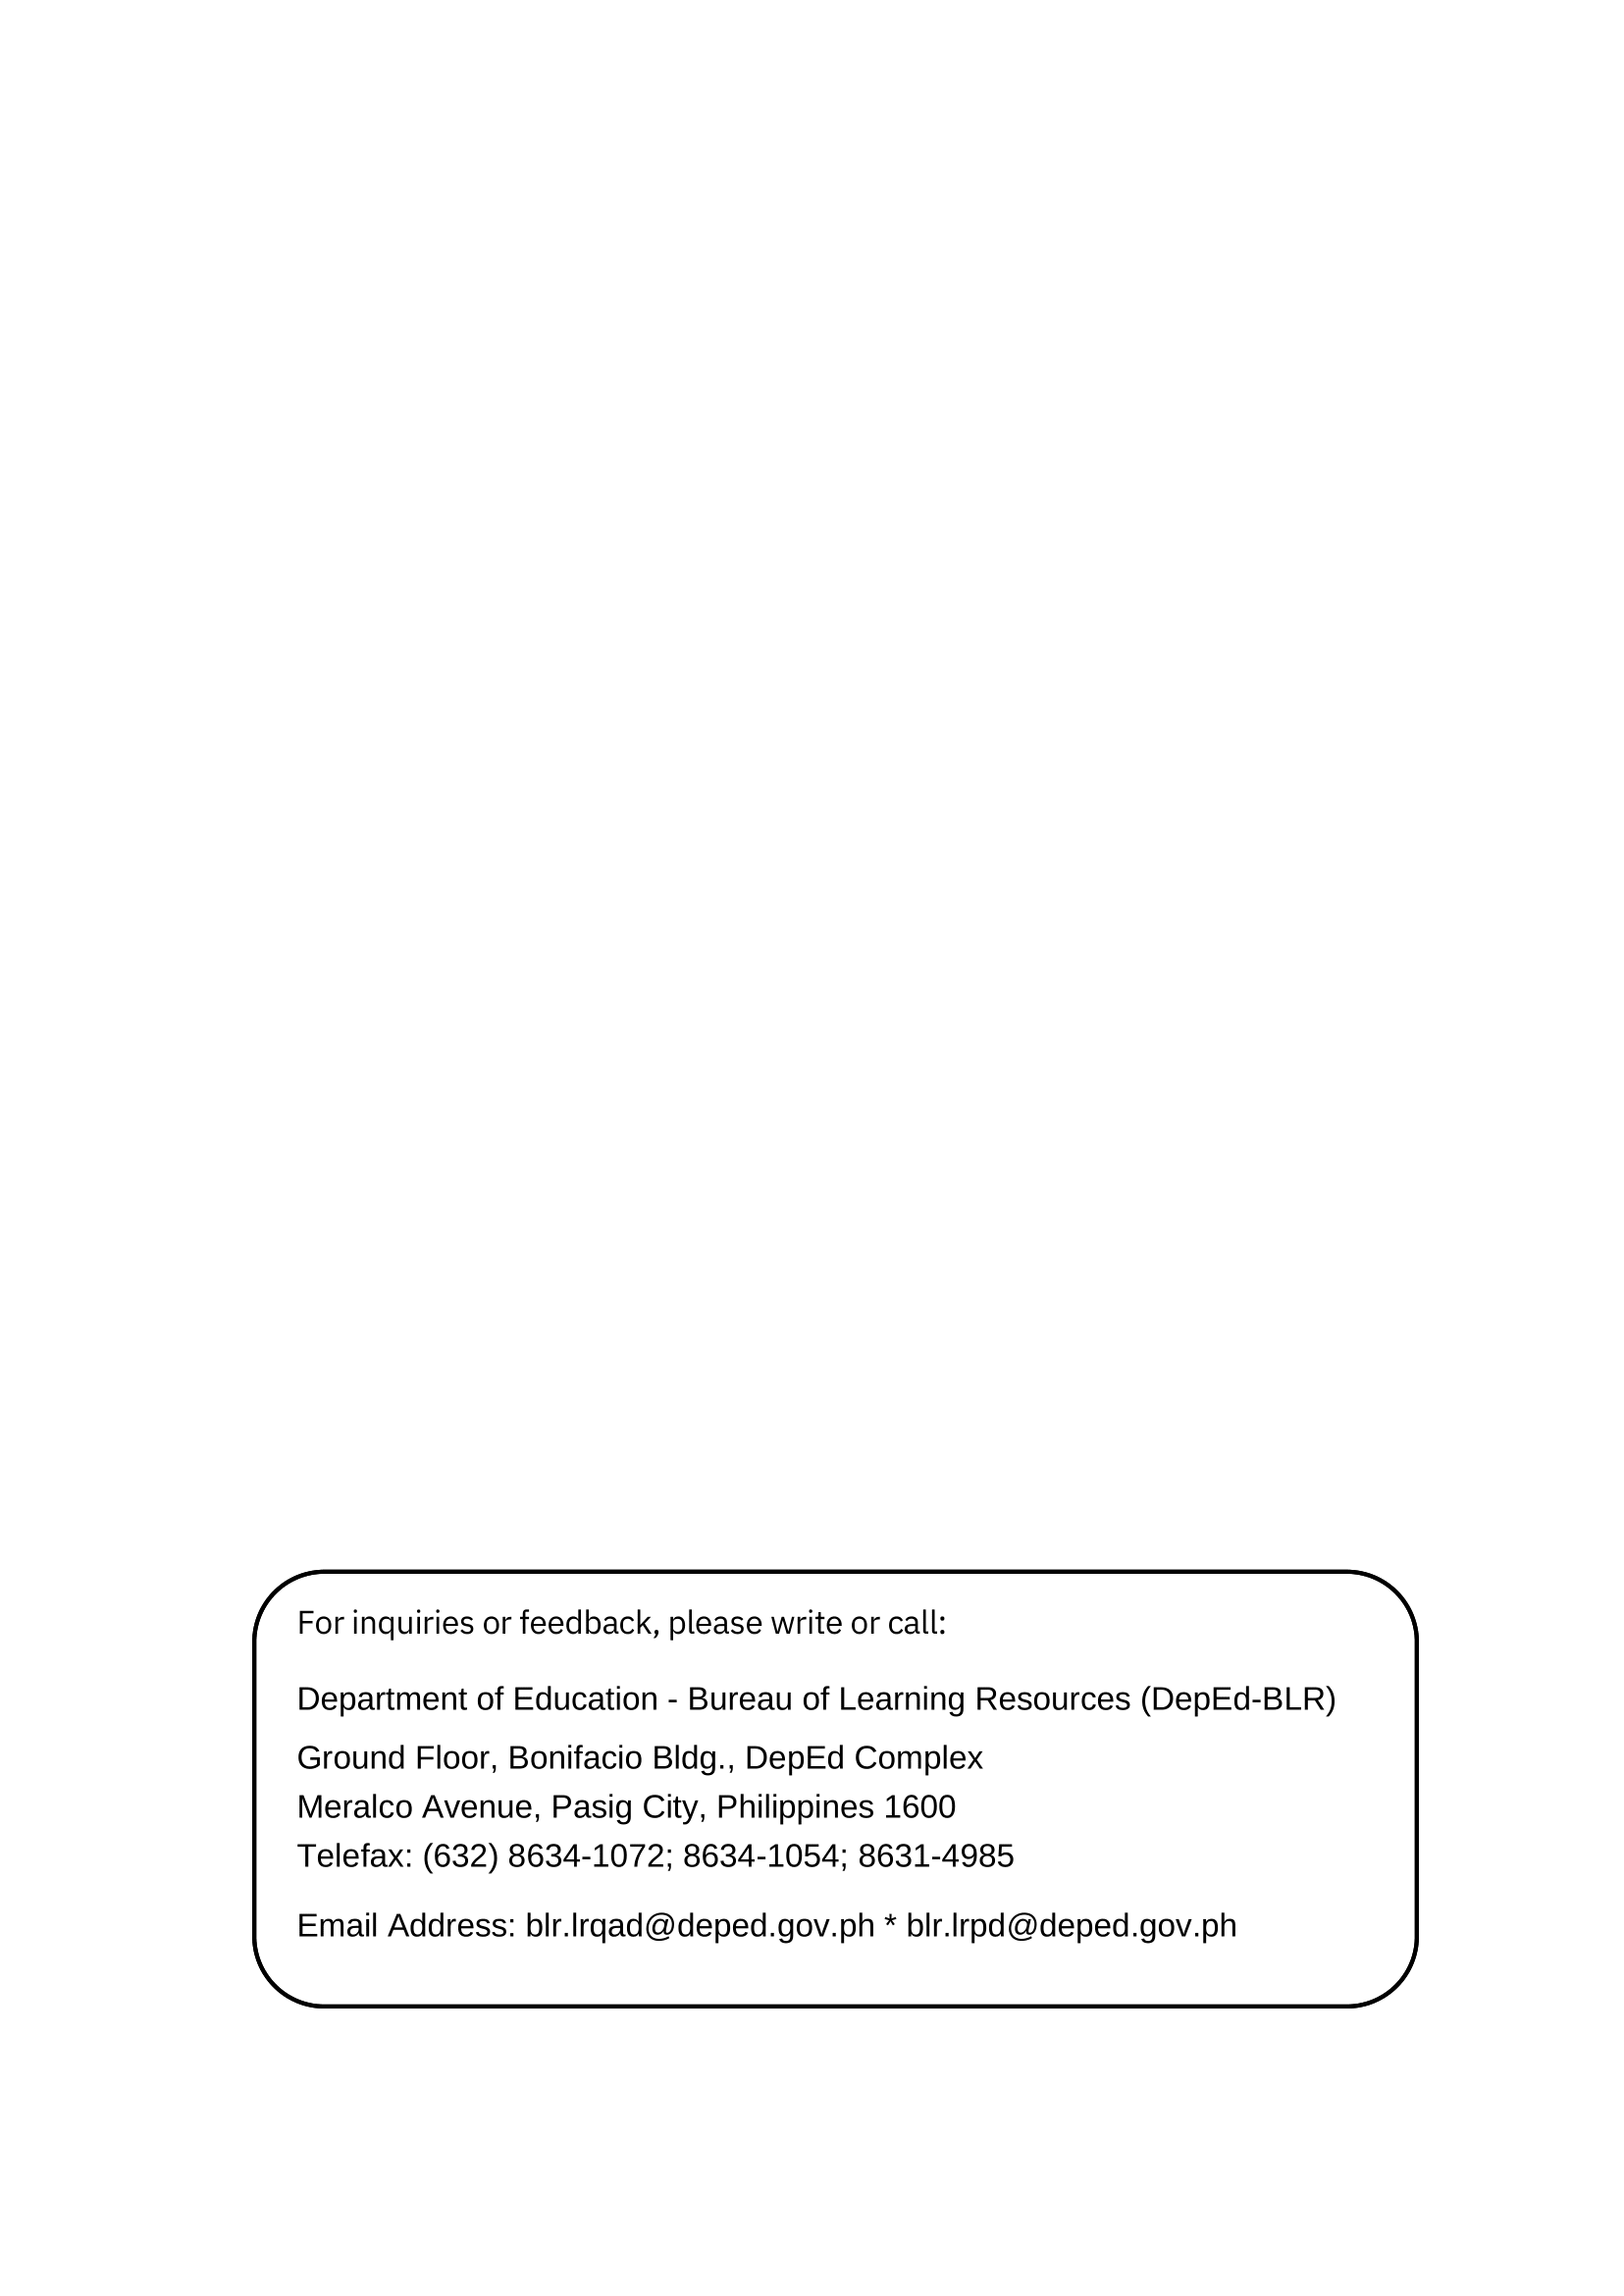 For inquiries or feedback, please write or call:
Department of Education - Bureau of Learning Resources (DepEd-BLR)
Ground Floor, Bonifacio Bldg., DepEd Complex
Meralco Avenue, Pasig City, Philippines 1600
Telefax: (632) 8634-1072; 8634-1054; 8631-4985
Email Address: blr.lrqad@deped.gov.ph * blr.lrpd@deped.gov.ph